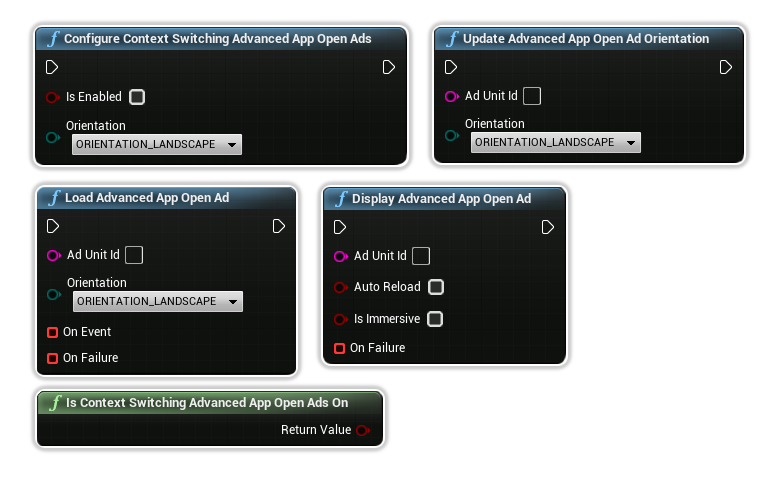 Configure Context Switching Advanced App Open Ads
Is Enabled
Orientation
ORIENTATION_LANDSCAPE
Update Advanced App Open Ad Orientation
Ad Unit Id
Orientation
ORIENTATION_LANDSCAPE
Load Advanced App Open Ad
Ad Unit Id
Orientation
ORIENTATION_LANDSCAPE
On Event
On Failure
Display Advanced App Open Ad
Ad Unit Id
Auto Reload
Is Immersive
On Failure
Is Context Switching Advanced App Open Ads On
Return Value